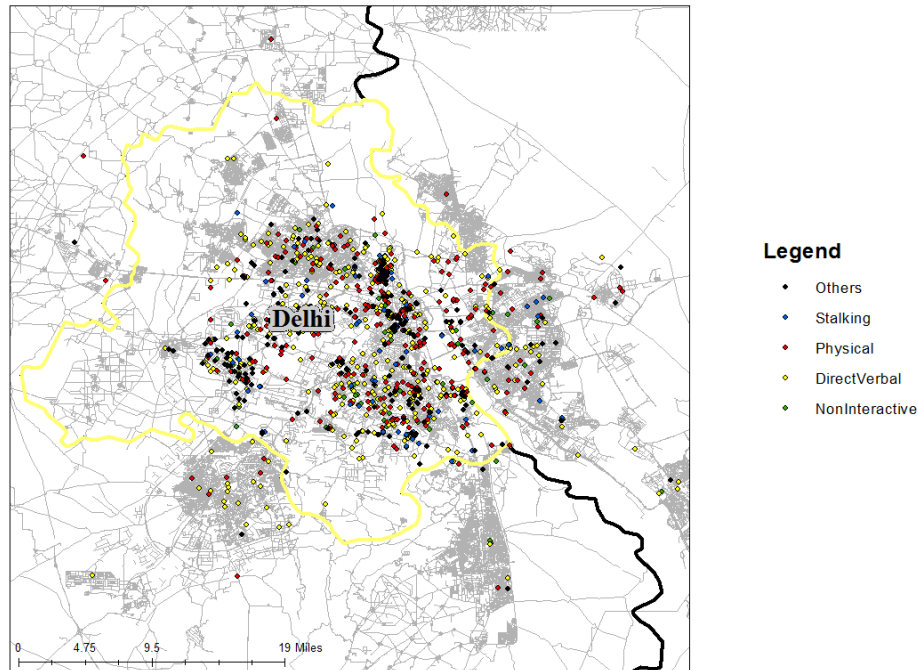 Delhi
0 4.75 9.5 19 Miles
Legend
Others
Stalking
Physical
DirectVerbal
NonInteractive